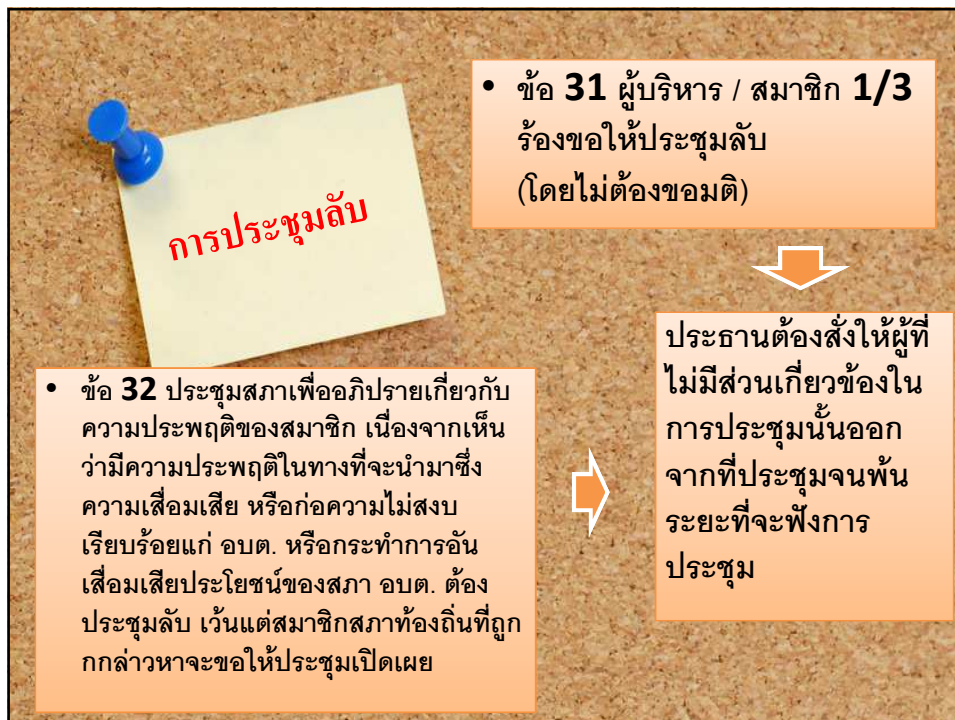 การประชุมลับ
• ข้อ 31 ผู้บริหาร / สมาชิก 1/3
ร้องขอให้ประชุมลับ
(โดยไม่ต้องขอมติ)
• ข้อ 32 ประชุมสภาเพื่ออภิปรายเกี่ยวกับ
ความประพฤติของสมาชิก เนื่องจากเห็น
ว่ามีความประพฤติในทางที่จะนำมาซึ่ง
ความเสื่อมเสีย หรือก่อความไม่สงบ
เรียบร้อยแก่ อบต. หรือกระทำการอัน
เสื่อมเสียประโยชน์ของสภา อบต. ต้อง
ประชุมลับ เว้นแต่สมาชิกสภาท้องถิ่นที่ถูก
กกล่าวหาจะขอให้ประชุมเปิดเผย
ประธานต้องสั่งให้ผู้ที่
ไม่มีส่วนเกี่ยวข้องใน
การประชุมนั้นออก
จากที่ประชุมจนพ้น
ระยะที่จะฟังการ
ประชุม